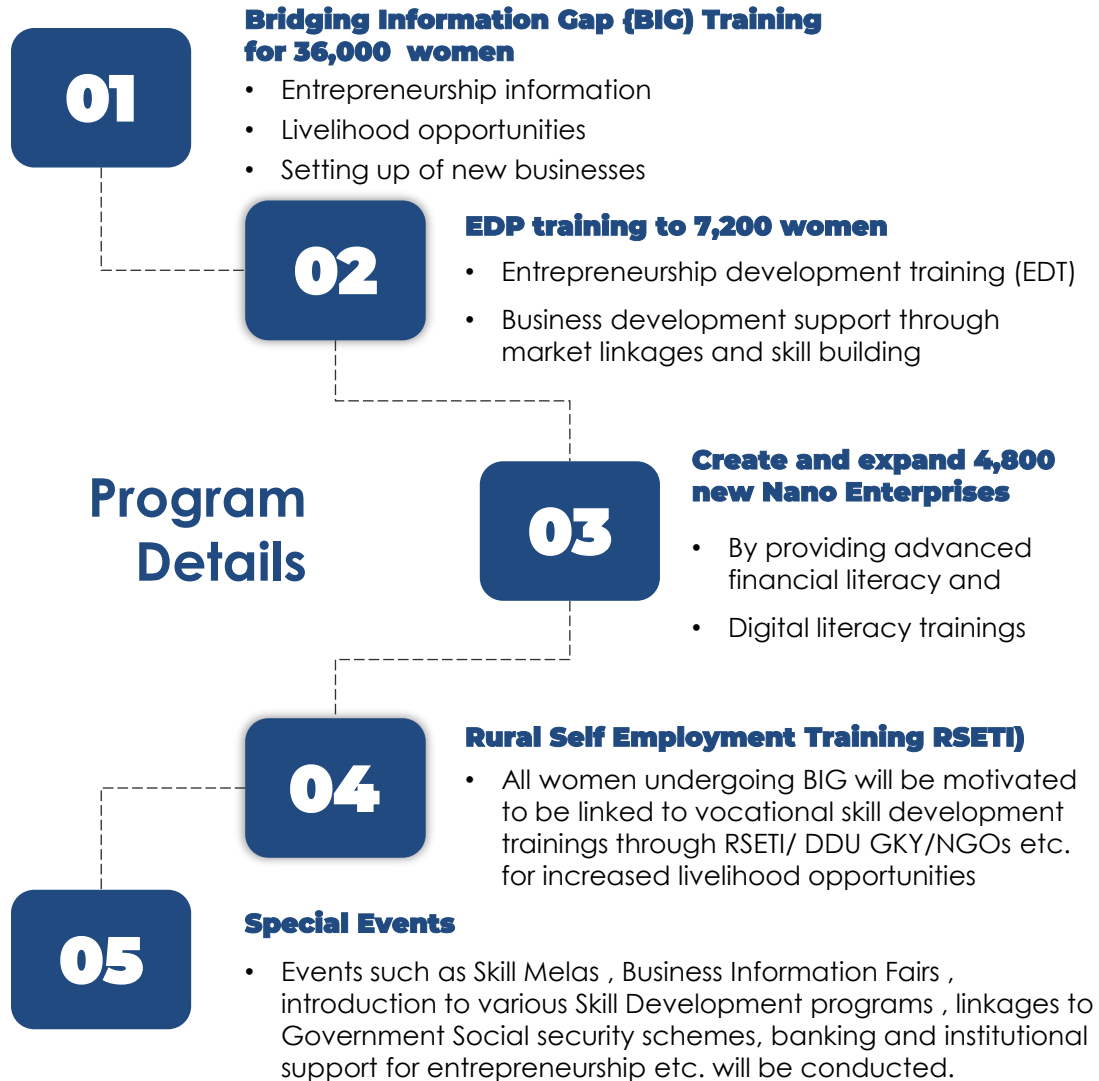 01
Bridging Information Gap {BIG) Training
for 36,000 women
• Entrepreneurship information
• Livelihood opportunities
• Setting up of new businesses
02
EDP training to 7,200 women
• Entrepreneurship development training (EDT)
• Business development support through
market linkages and skill building
Program
Details
03
Create and expand 4,800
new Nano Enterprises
• By providing advanced
financial literacy and
• Digital literacy trainings
04
Rural Self Employment Training RSETI)
• All women undergoing BIG will be motivated
to be linked to vocational skill development
trainings through RSETI/ DDU GKY/NGOs etc.
for increased livelihood opportunities
05
Special Events
• Events such as Skill Melas , Business Information Fairs ,
introduction to various Skill Development programs , linkages to
Government Social security schemes, banking and institutional
support for entrepreneurship etc. will be conducted.